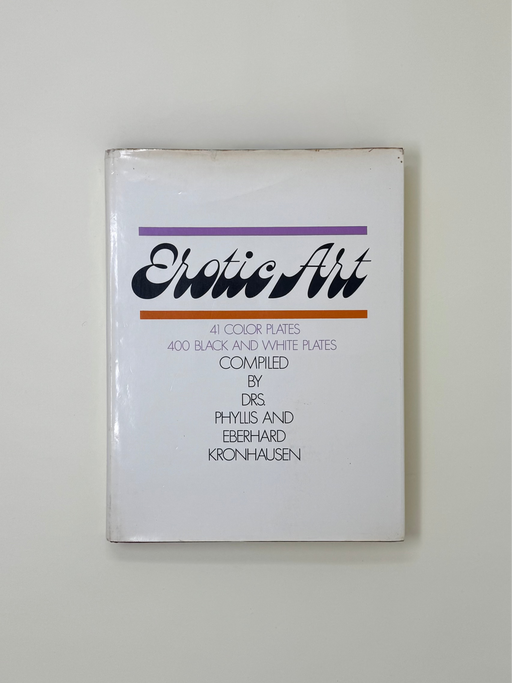 Erotic Art
41 COLOR PLATES
400 BLACK AND WHITE PLATES
COMPILED
BY
DRS.
PHYLLIS AND
EBERHARD
KRONHAUSEN